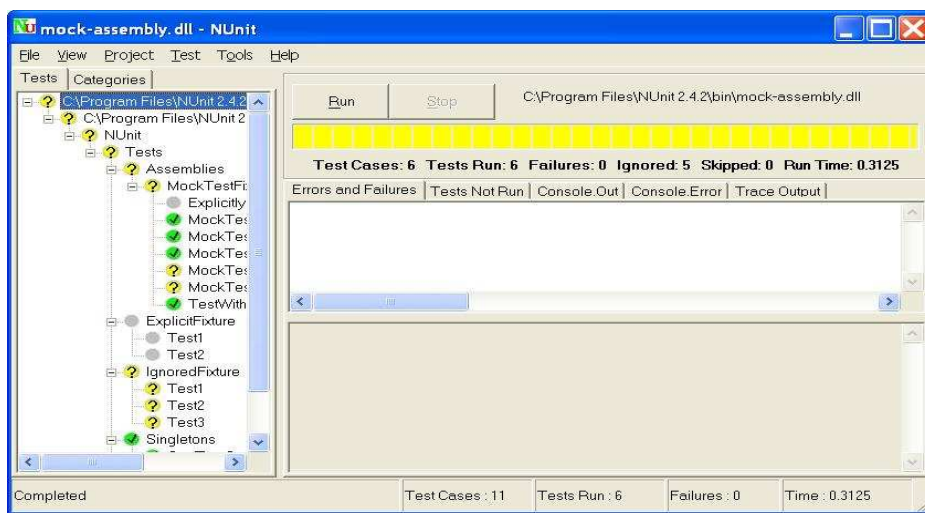 mock-assembly.dll - NUnit
File View Project Test Tools Help
Tests Categories
C:\Program Files\NUnit 2.4.2
C:\Program Files\NUnit 2
NUnit
Tests
Assemblies
MockTestFi
Explicitly
MockTes
MockTes
MockTes
MockTes
MockTes
TestWith
ExplicitFixture
Test1
Test2
IgnoredFixture
Test1
Test2
Test3
Singletons
Run Stop C:\Program Files\NUnit 2.4.2\bin\mock-assembly.dll
Test Cases: 6 Tests Run: 6 Failures: 0 Ignored: 5 Skipped: 0 Run Time: 0.3125
Errors and Failures Tests Not Run Console.Out Console.Error Trace Output
Completed Test Cases : 11 Tests Run : 6 Failures : 0 Time : 0.3125